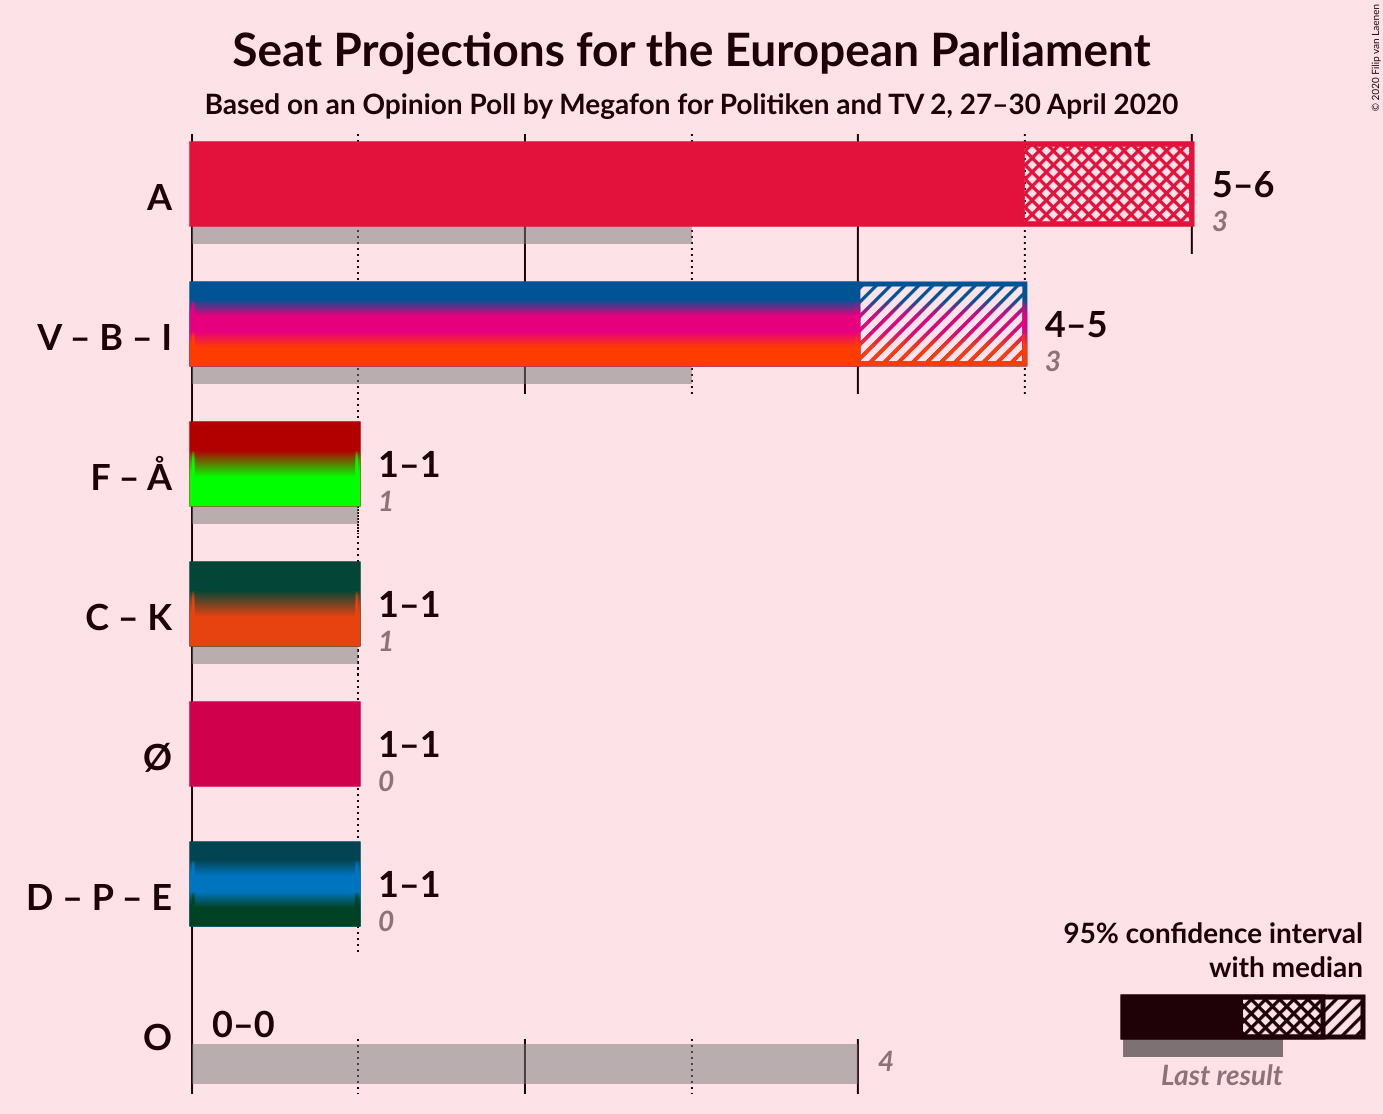 Seat Projections for the European Parliament
Based on an Opinion Poll by Megafon for Politiken and TV 2, 27–30 April 2020
© 2020 Filip van Laenen
A
5–6
3
V – B – I
4–5
3
F – Å
1–1
1
C – K
1–1
1
Ø
1–1
0
D – P – E
1–1
0
O
0–0
4
95% confidence interval
with median
Last result